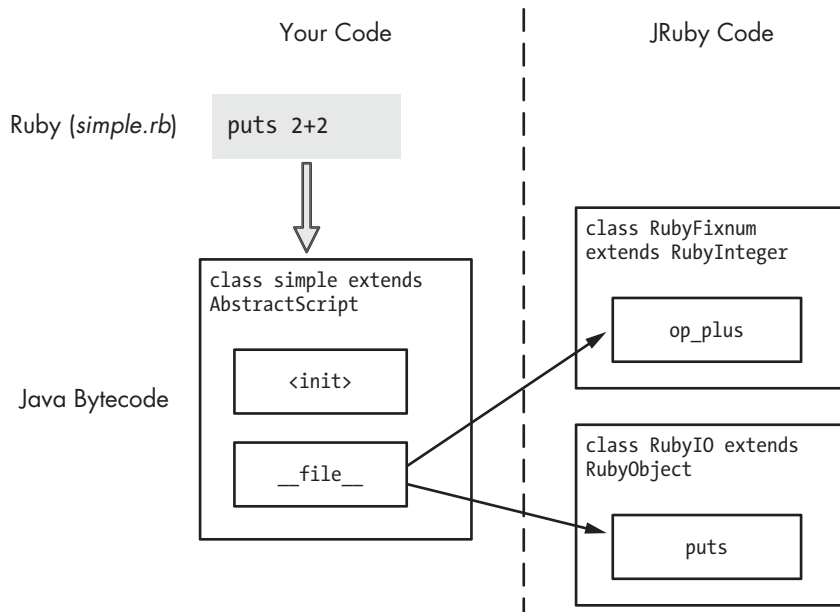 Your Code
JRuby Code
Ruby (simple.rb)
puts 2+2
class RubyFixnum
extends RubyInteger
op_plus
class simple extends
AbstractScript
<init>
Java Bytecode
__file__
class RubyIO extends
RubyObject
puts